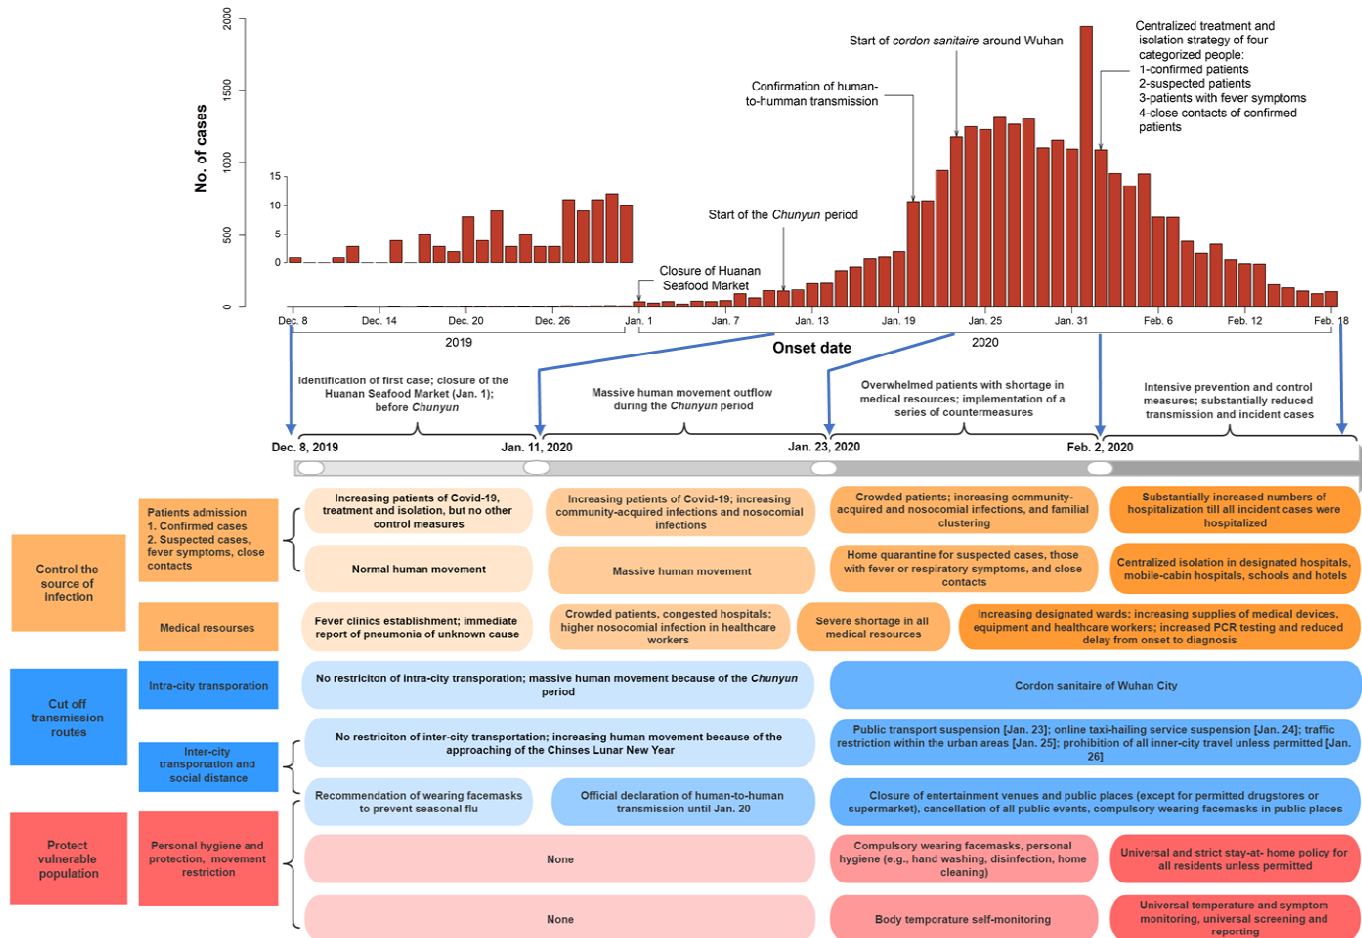 2000
1500
1000
500
0
No. of cases
15
10
5
0
Start of cordon sanitaire around Wuhan
Confirmation of human-
to-humman transmission
Centralized treatment and
isolation strategy of four
categorized people:
1-confirmed patients
2-suspected patients
3-patients with fever symptoms
4-close contacts of confirmed
patients
Start of the Chunyun period
Closure of Huanan
Seafood Market
Dec. 8
Dec. 14
Dec. 20
Dec. 26
Jan. 1
Jan. 7
Jan. 13
Jan. 19
Jan. 25
Jan. 31
Feb. 6
Feb. 12
Feb. 18
2019
Onset date
2020
Identification of first case; closure of the
Huanan Seafood Market (Jan. 1);
before Chunyun
Massive human movement outflow
during the Chunyun period
Overwhelmed patients with shortage in
medical resources; implementation of a
series of countermeasures
Intensive prevention and control
measures; substantially reduced
transmission and incident cases
Dec. 8, 2019
Jan. 11, 2020
Jan. 23, 2020
Feb. 2, 2020
Control the
source of
infection
Patients admission
1. Confirmed cases
2. Suspected cases,
fever symptoms, close
contacts
Increasing patients of Covid-19,
treatment and isolation, but no other
control measures
Increasing patients of Covid-19; increasing
community-acquired infections and nosocomial
infections
Crowded patients; increasing community-
acquired and nosocomial infections, and familial
clustering
Substantially increased numbers of
hospitalization till all incident cases were
hospitalized
Normal human movement
Massive human movement
Home quarantine for suspected cases, those
with fever or respiratory symptoms, and close
contacts
Centralized isolation in designated hospitals,
mobile-cabin hospitals, schools and hotels
Medical resourses
Fever clinics establishment; immediate
report of pneumonia of unknown cause
Crowded patients, congested hospitals;
higher nosocomial infection in healthcare
workers
Severe shortage in all
medical resources
Increasing designated wards; increasing supplies of medical devices,
equipment and healthcare workers; increased PCR testing and reduced
delay from onset to diagnosis
Cut off
transmission
routes
Intra-city transporation
No restriciton of intra-city transporation; massive human movement because of the Chunyun
period
Cordon sanitaire of Wuhan City
Inter-city
transportation and
social distance
No restriciton of inter-city transportation; increasing human movement because of the
approaching of the Chinses Lunar New Year
Public transport suspension [Jan. 23]; online taxi-hailing service suspension [Jan. 24]; traffic
restriction within the urban areas [Jan. 25]; prohibition of all inner-city travel unless permitted [Jan.
26]
Recommendation of wearing facemasks
to prevent seasonal flu
Official declaration of human-to-human
transmission until Jan. 20
Closure of entertainment venues and public places (except for permitted drugstores or
supermarket), cancellation of all public events, compulsory wearing facemasks in public places
Protect
vulnerable
population
Personal hygiene and
protection, movement
restriction
None
Compulsory wearing facemasks, personal
hygiene (e.g., hand washing, disinfection, home
cleaning)
Universal and strict stay-at- home policy for
all residents unless permitted
None
Body temporature self-monitoring
Universal temperature and symptom
monitoring, universal screening and
reporting